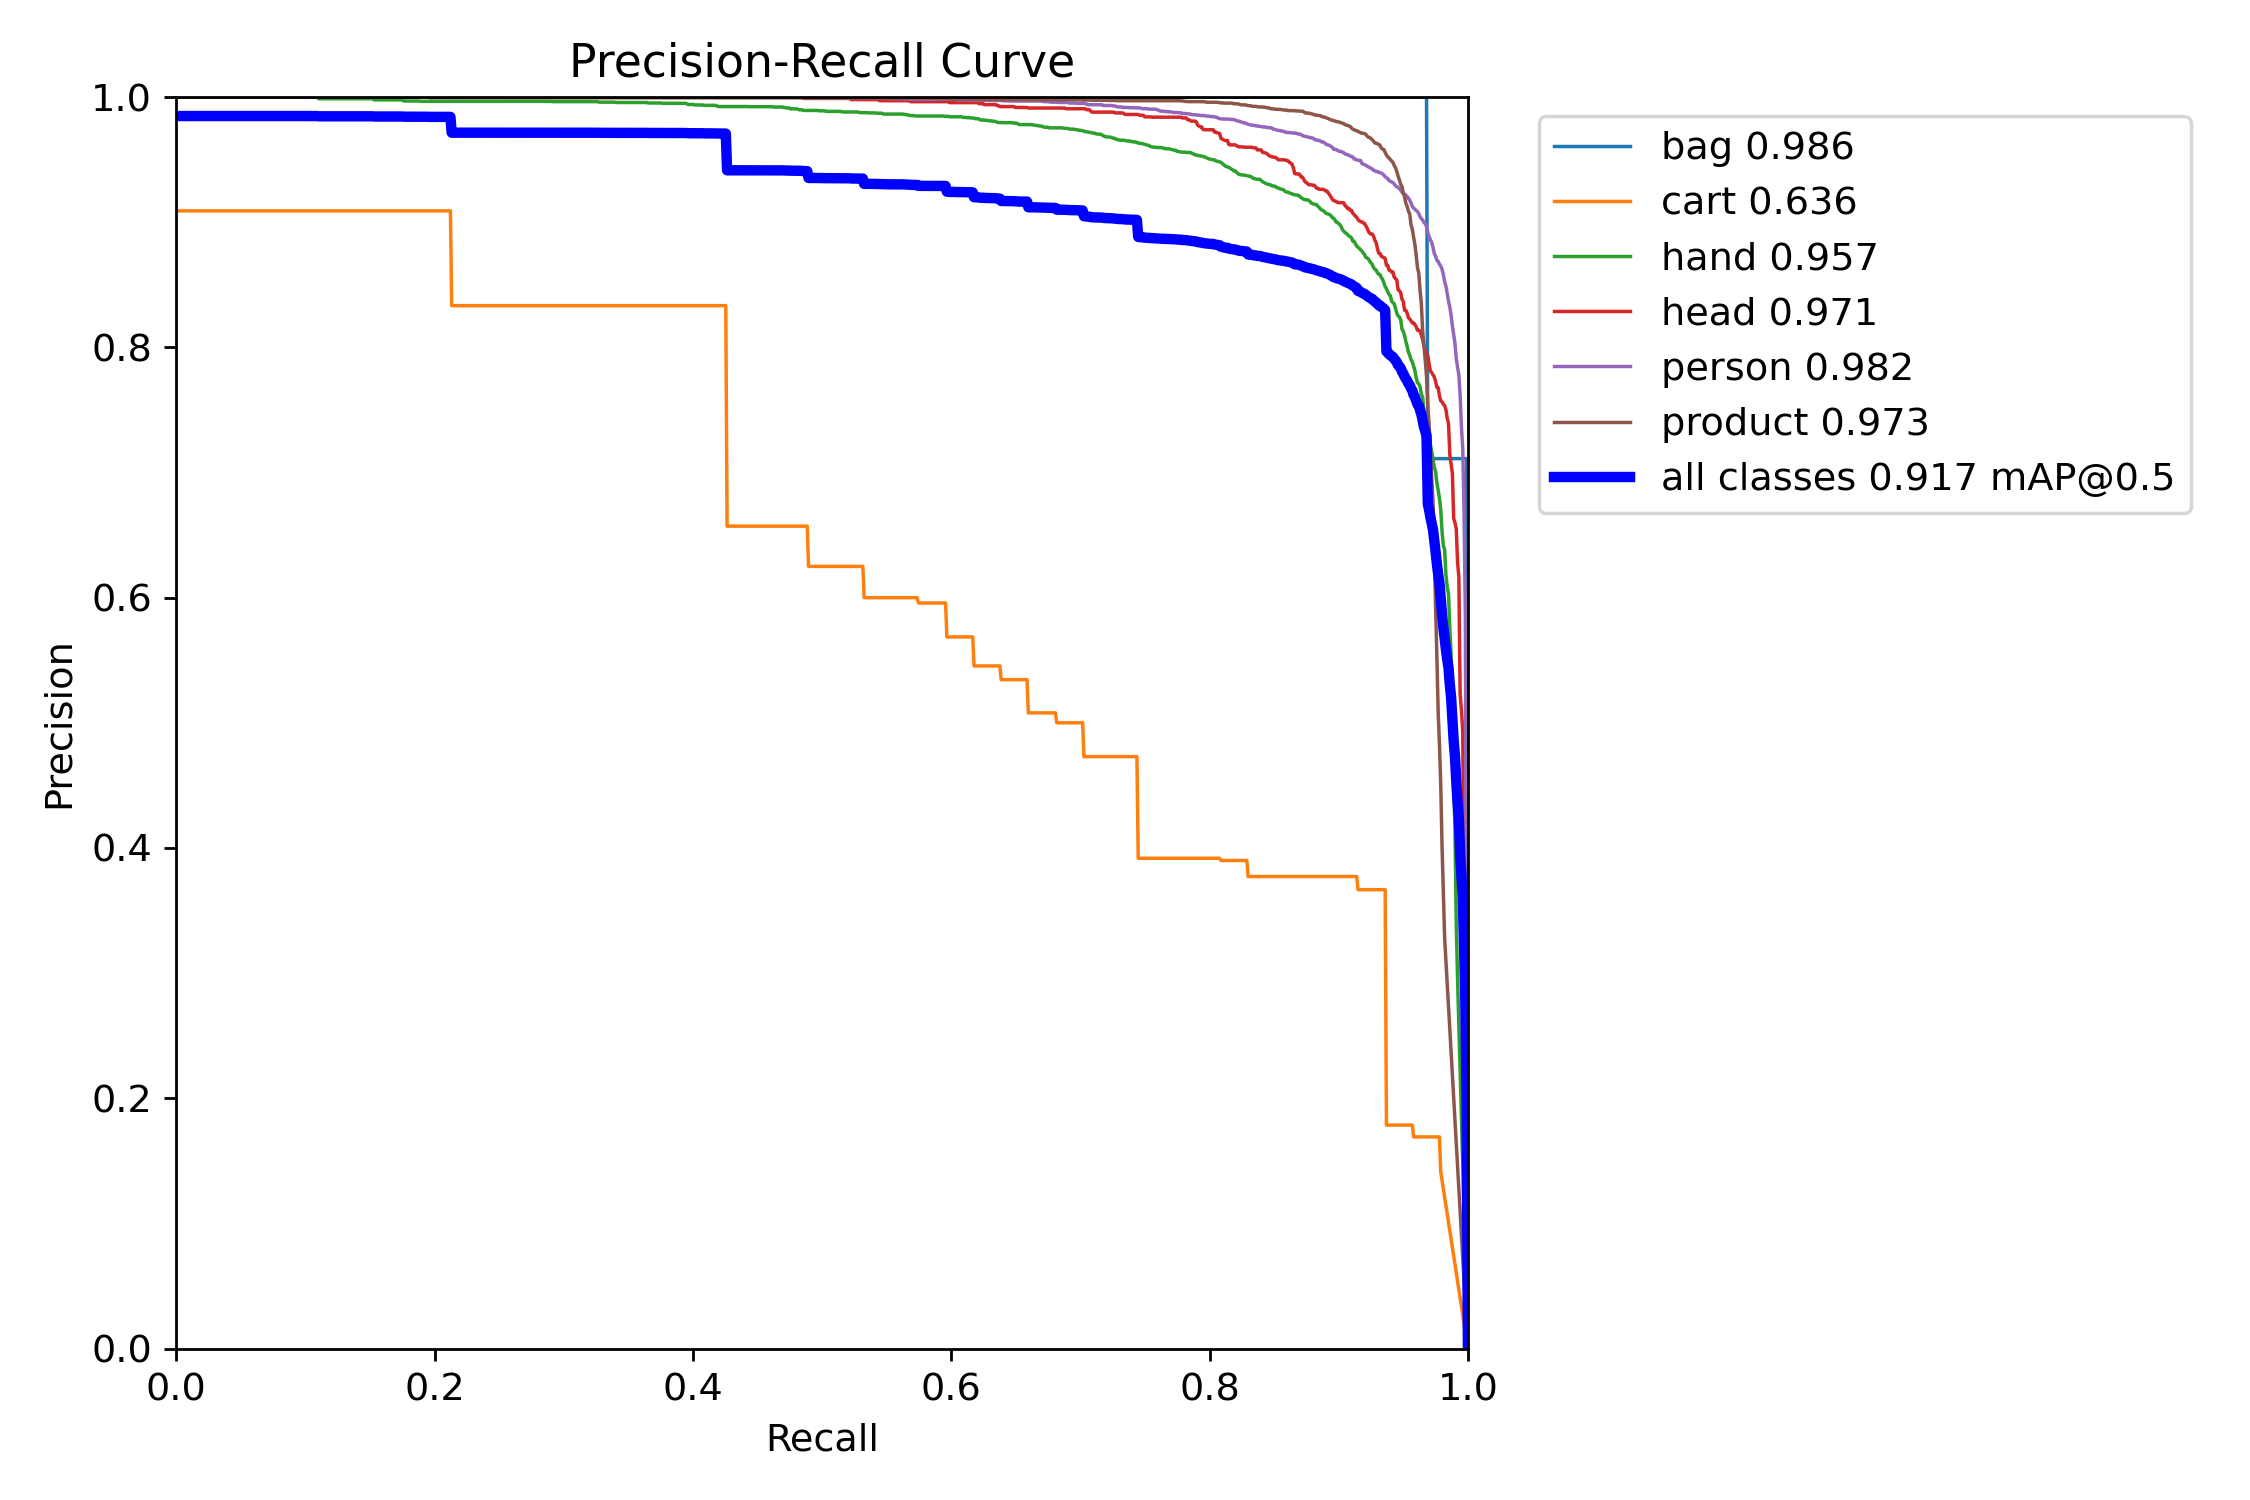 Precision-Recall Curve
1.0
0.8
0.6
0.4
0.2
0.0
Precision
0.0 0.2 0.4 0.6 0.8 1.0
Recall
bag 0.986
cart 0.636
hand 0.957
head 0.971
person 0.982
product 0.973
all classes 0.917 mAP@0.5